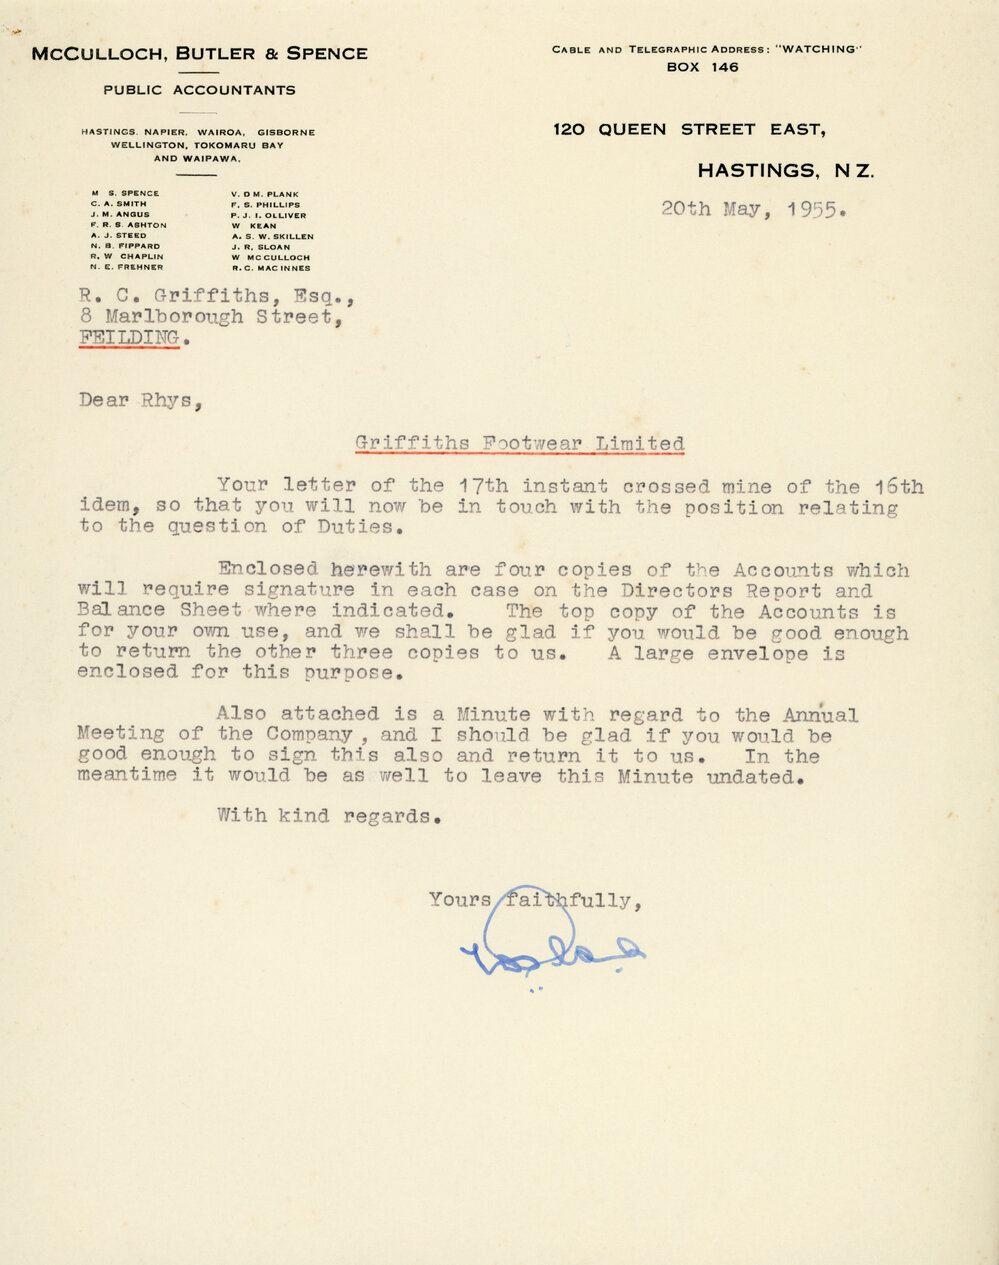 McCulloch, Butler & Spence
PUBLIC ACCOUNTANTS
HASTINGS. NAPIER, WAIROA, GISBORNE
WELLINGTON, TOKOMARU BAY
AND WAIPAWA.
M S. SPENCE
C. A. SMITH
J. M. ANGUS
F. R. S. ASHTON
A. J. STEED
N. B. FIPPARD
R. W CHAPLIN
N. E. FREHNER
V. D M. PLANK
F. S. PHILLIPS
P. J. I. OLLIVER
W KEAN
A. S. W. SKILLEN
J. R. SLOAN
W McCULLOCH
R. C. MACINNES
Cable and Telegraphic Address: "WATCHING"
BOX 146
120 QUEEN STREET EAST,
HASTINGS, N Z.
20th May, 1955.
R. C. Griffiths, Esq.,
8 Marlborough Street,
FEILDING.
Dear Rhys,
Griffiths Footwear Limited
Your letter of the 17th instant crossed mine of the 16th
idem, so that you will now be in touch with the position relating
to the question of Duties.
Enclosed herewith are four copies of the Accounts which
will require signature in each case on the Directors Report and
Balance Sheet where indicated. The top copy of the Accounts is
for your own use, and we shall be glad if you would be good enough
to return the other three copies to us. A large envelope is
enclosed for this purpose.
Also attached is a Minute with regard to the Annual
Meeting of the Company , and I should be glad if you would be
good enough to sign this also and return it to us. In the
meantime it would be as well to leave this Minute undated.
With kind regards.
Yours faithfully,